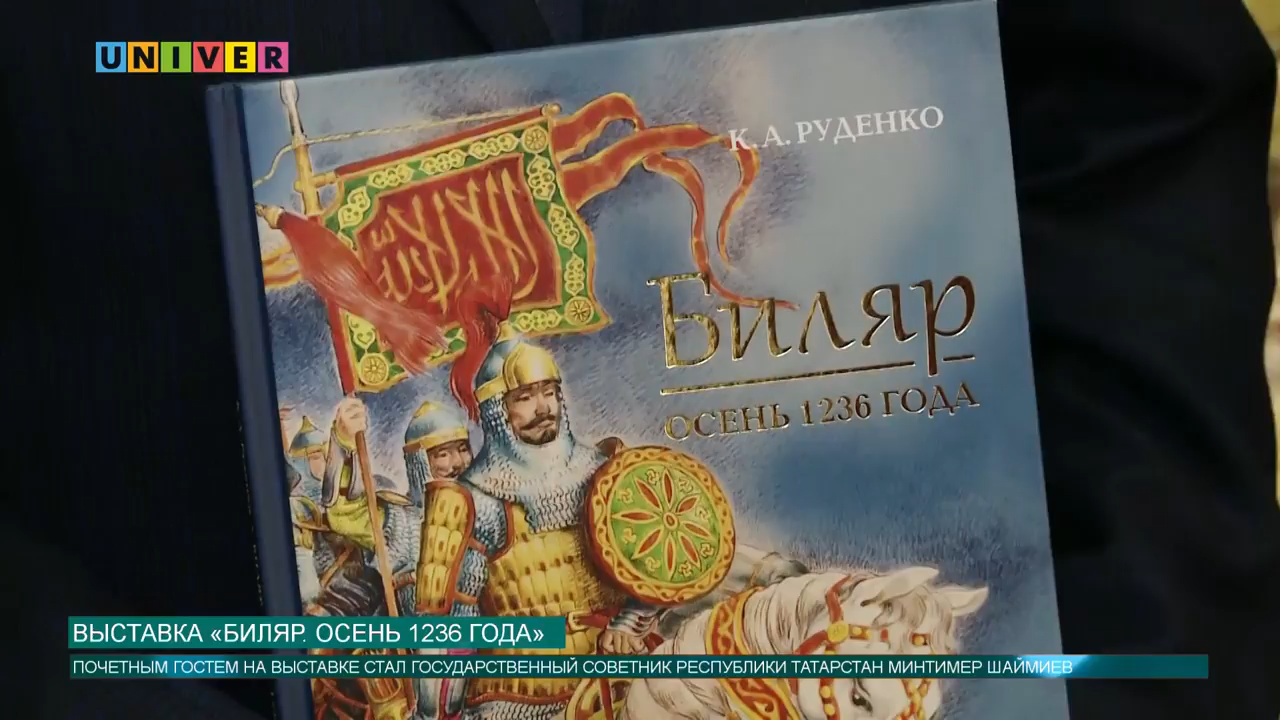 UNIVER
К. А. РУДЕНКО
Биляр
ОСЕНЬ 1236 ГОДА
ВЫСТАВКА «БИЛЯР. ОСЕНЬ 1236 ГОДА»
ПОЧЕТНЫМ ГОСТЕМ НА ВЫСТАВКЕ СТАЛ ГОСУДАРСТВЕННЫЙ СОВЕТНИК РЕСПУБЛИКИ ТАТАРСТАН МИНТИМЕР ШАЙМИЕВ